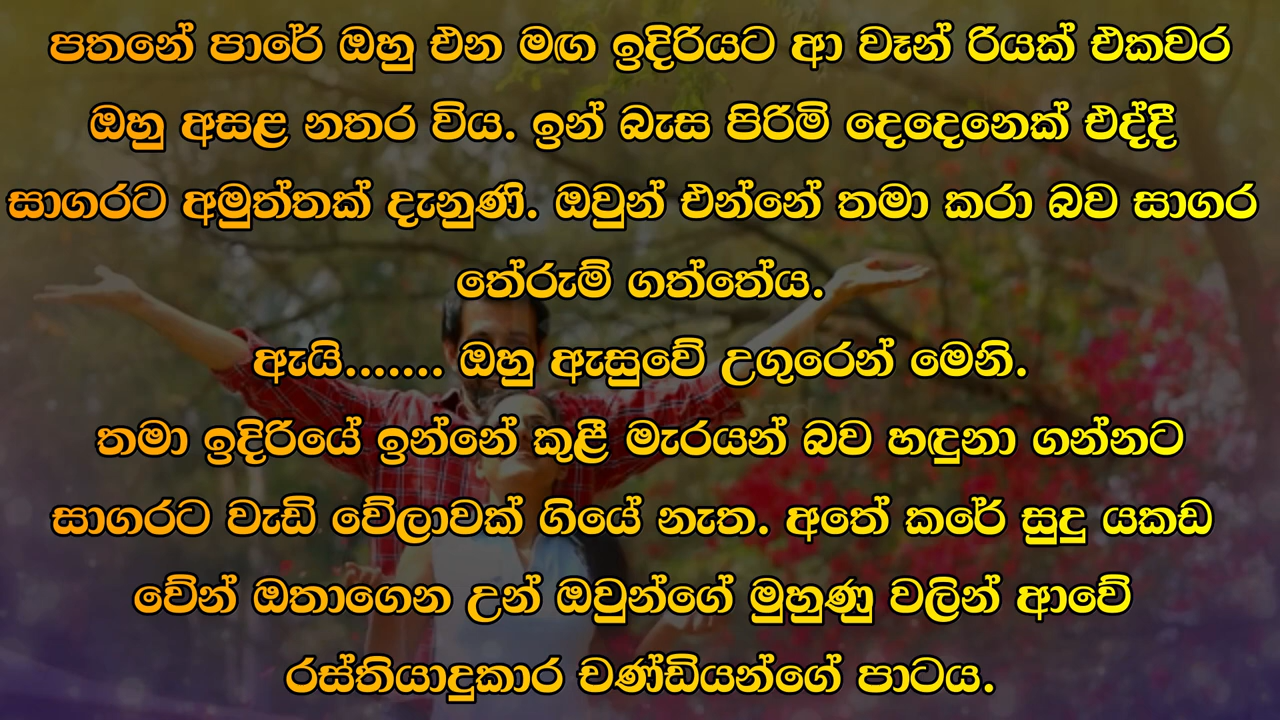 පතනේ පාරේ ඔහු එන මඟ ඉදිරියට ආ වෑන් රියක් එකවර
ඔහු අසළ නතර විය. ඉන් බැස පිරිමි දෙදෙනෙක් එද්දී
සාගරට අමුත්තක් දැනුණි. ඔවුන් එන්නේ තමා කරා බව සාගර
තේරුම් ගත්තේය.
ඇයි....... ඔහු ඇසුවේ උගුරෙන් මෙනි.
තමා ඉදිරියේ ඉන්නේ කුළී මැරයන් බව හඳුනා ගන්නට
සාගරට වැඩි වේලාවක් ගියේ නැත. අතේ කරේ සුදු යකඩ
වේන් ඔතාගෙන උන් ඔවුන්ගේ මුහුණු වලින් ආවේ
රස්තියාදුකාර චණ්ඩියන්ගේ පාටය.